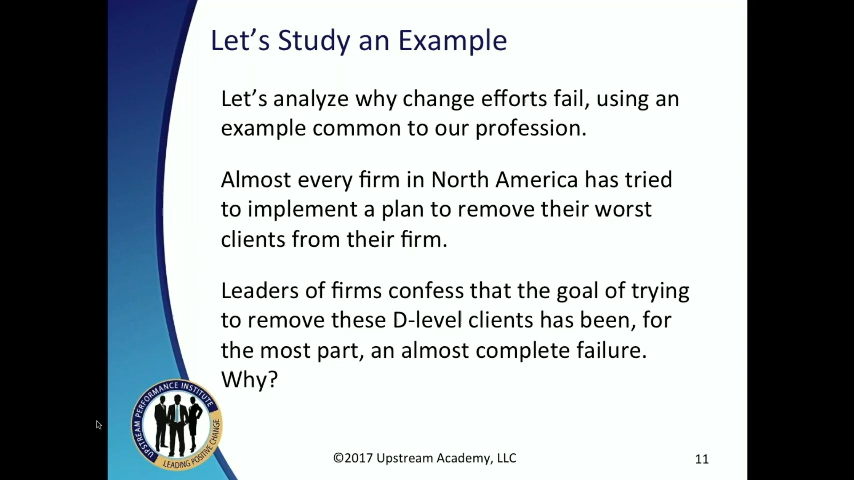 Let's Study an Example
Let's analyze why change efforts fail, using an
example common to our profession.
Almost every firm in North America has tried
to implement a plan to remove their worst
clients from their firm.
Leaders of firms confess that the goal of trying
to remove these D-level clients has been, for
the most part, an almost complete failure.
Why?
UPSTREAM PERFORMANCE INSTITUTE
LEADING POSITIVE CHANGE
©2017 Upstream Academy, LLC
11